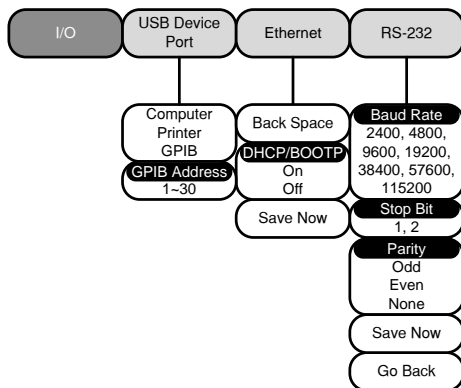 I/O
USB Device
Port
Ethernet
RS-232
Computer
Printer
GPIB
GPIB Address
1~30
Back Space
DHCP/BOOTP
On
Off
Save Now
Baud Rate
2400, 4800,
9600, 19200,
38400, 57600,
115200
Stop Bit
1, 2
Parity
Odd
Even
None
Save Now
Go Back